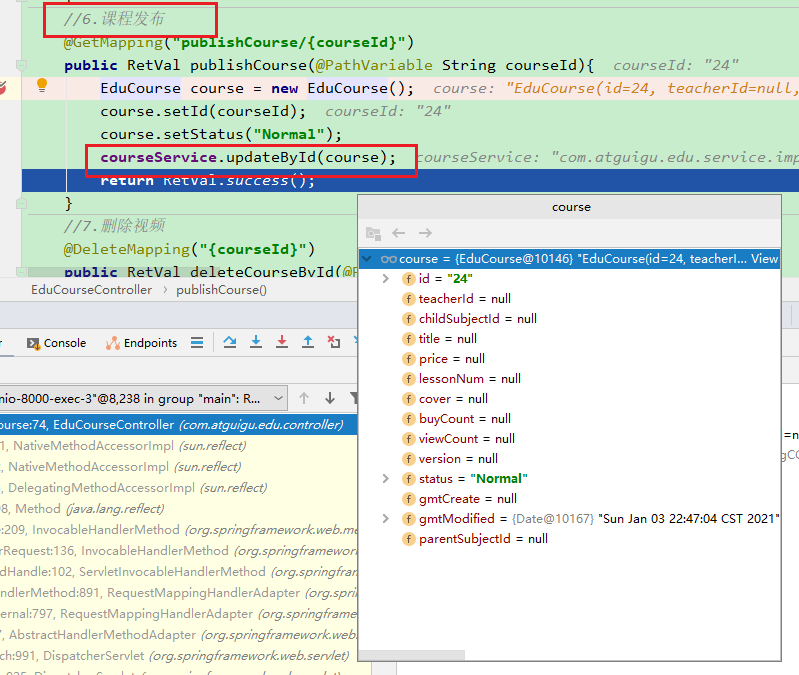 //6.课程发布
@GetMapping("publishCourse/{courseId}")
public RetVal publishCourse(@PathVariable String courseId){ courseId: "24"
EduCourse course = new EduCourse(); course: "EduCourse(id=24, teacherId=null,
course.setId(courseId); courseId: "24"
course.setStatus("Normal");
courseService.updateById(course); courseService: "com.atguigu.edu.service.imp
return RetVal.success();
}
//7.删除视频
@DeleteMapping("{courseId}")
public RetVal deleteCourseById(@P
EduCourseController › publishCourse()
Console Endpoints
nio-8000-exec-3"@8,238 in group "main": R...
ourse:74, EduCourseController (com.atguigu.edu.controller)
1, NativeMethodAccessorImpl (sun.reflect)
, NativeMethodAccessorImpl (sun.reflect)
, DelegatingMethodAccessorImpl (sun.reflect)
98, Method (java.lang.reflect)
e:209, InvocableHandlerMethod (org.springframework.web.me
rRequest:136, InvocableHandlerMethod (org.springframework
dHandle:102, ServletInvocableHandlerMethod (org.springfran
ndlerMethod:891, RequestMappingHandlerAdapter (org.spring
ernal:797, RequestMappingHandlerAdapter (org.springframew
7, AbstractHandlerMethodAdapter (org.springframework.web.
ch:991, DispatcherServlet (org.springframework.web.servlet)
course
course = {EduCourse@10146} "EduCourse(id=24, teacherI... View
id = "24"
teacherId = null
childSubjectId = null
title = null
price = null
lessonNum = null
cover = null
buyCount = null
viewCount = null
version = null
status = "Normal"
gmtCreate = null
gmtModified = {Date@10167} "Sun Jan 03 22:47:04 CST 2021"
parentSubjectId = null
=n